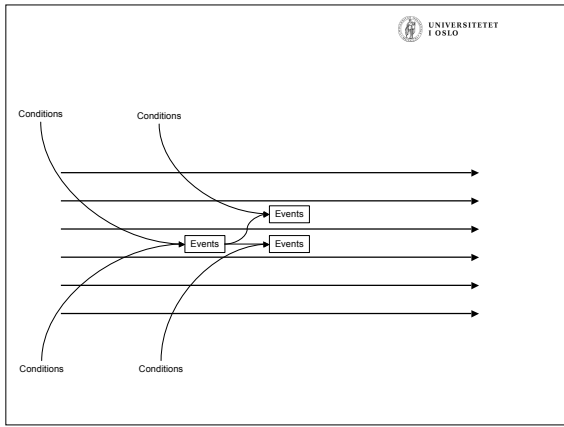 UNIVERSITETET
I OSLO
Conditions
Conditions
Events
Events
Events
Conditions
Conditions